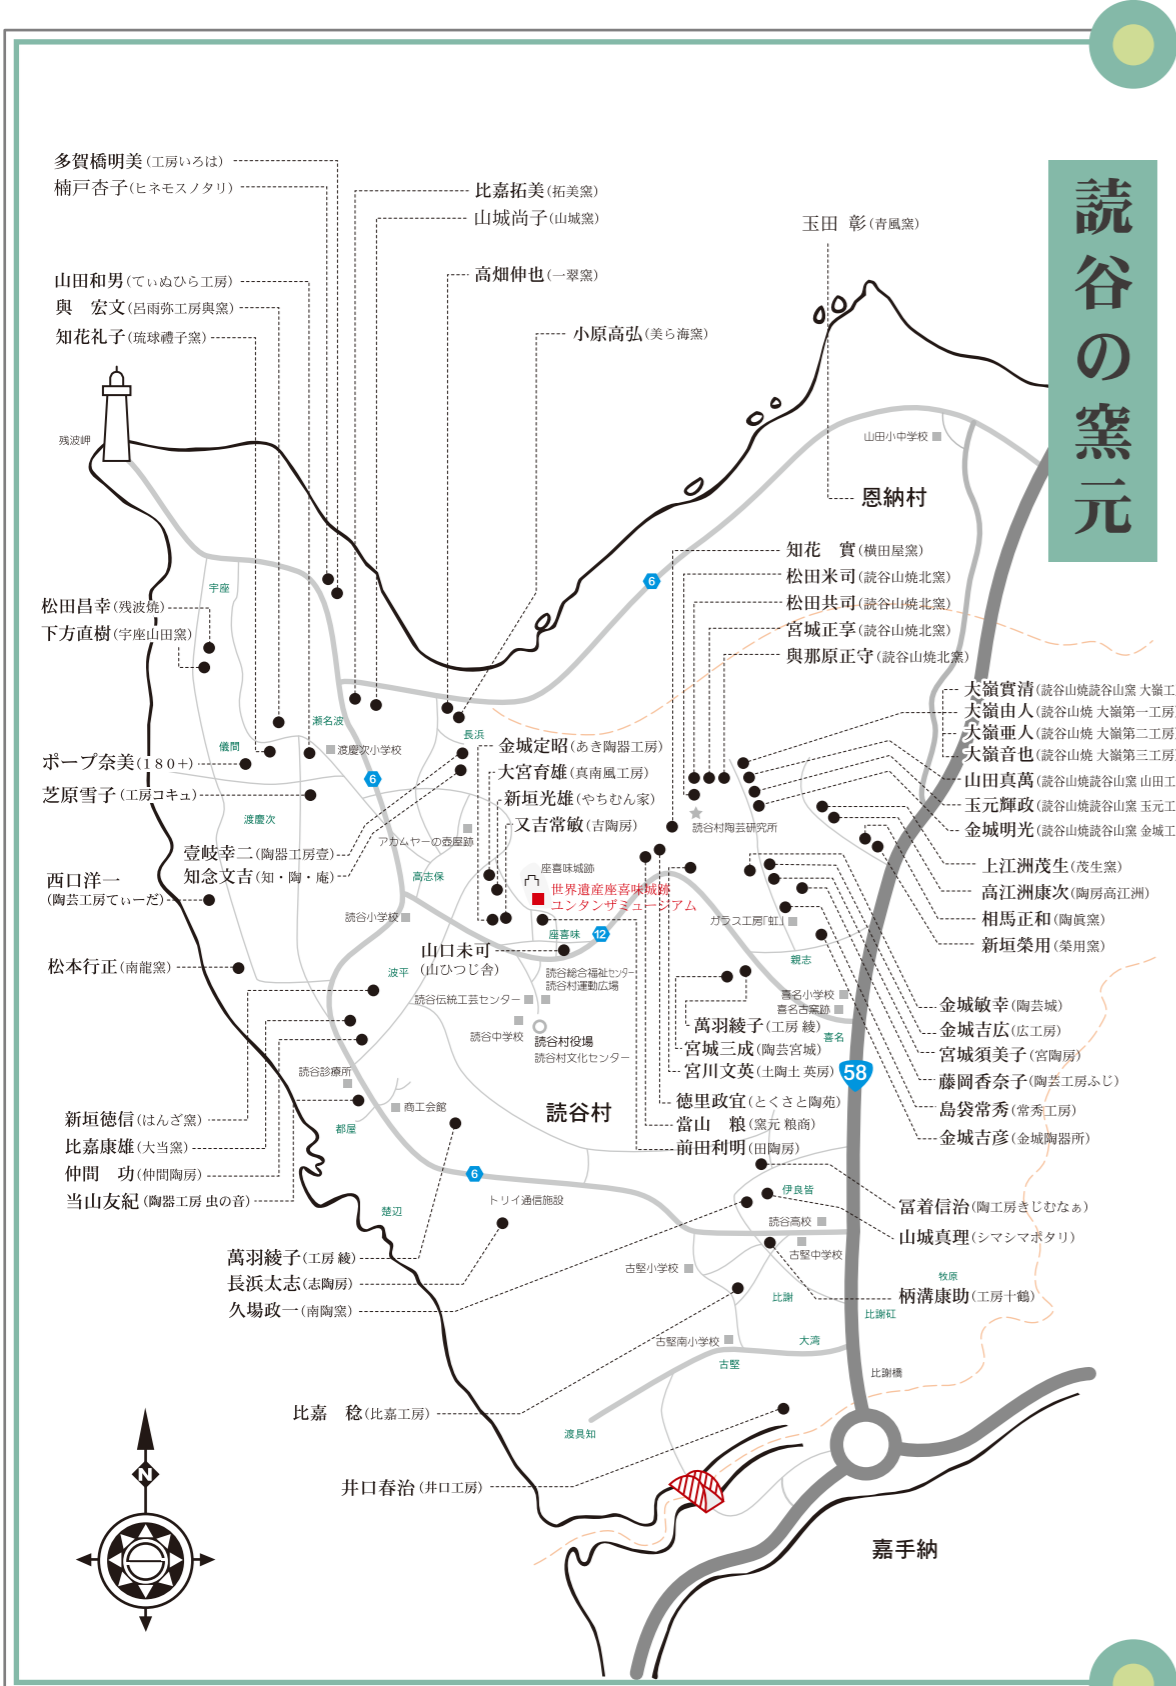 読谷の窯元
多賀橋明美(工房いろは)
楠戸杏子(ヒネモスノタリ)
比嘉拓美(拓美窯)
山城尚子(山城窯)
玉田 彰(青風窯)
山田和男(てぃぬひら工房)
與 宏文(呂雨弥工房與窯)
知花礼子(琉球禮子窯)
高畑伸也(一翠窯)
小原高弘(美ら海窯)
残波岬
山田小中学校
恩納村
6
宇座
松田昌幸(残波焼)
下方直樹(宇座山田窯)
知花 實(横田屋窯)
松田米司(読谷山焼北窯)
松田共司(読谷山焼北窯)
宮城正享(読谷山焼北窯)
與那原正守(読谷山焼北窯)
大嶺實清(読谷山焼読谷山窯 大嶺工
大嶺由人(読谷山焼 大嶺第一工房
大嶺亜人(読谷山焼 大嶺第二工房
大嶺音也(読谷山焼 大嶺第三工房
山田真萬(読谷山焼読谷山窯 山田工
玉元輝政(読谷山焼読谷山窯 玉元工
金城明光(読谷山焼読谷山窯 金城工
瀬名波
儀間
渡慶次小学校
長浜
ポープ奈美(180+)
6
芝原雪子(工房コキュ)
渡慶次
金城定昭(あき陶器工房)
大宮育雄(真南風工房)
新垣光雄(やちむん家)
又吉常敏(吉陶房)
読谷村陶芸研究所
アカムヤーの壺屋跡
壹岐幸二(陶器工房壹)
知念文吉(知・陶・庵)
高志保
座喜味城跡
世界遺産座喜味城跡
ユンタンザミュージアム
上江洲茂生(茂生窯)
高江洲康次(陶房高江洲)
相馬正和(陶眞窯)
新垣榮用(榮用窯)
西口洋一
(陶芸工房てぃーだ)
読谷小学校
ガラス工房「虹」
座喜味
12
山口未可
(山ひつじ舎)
親志
松本行正(南龍窯)
波平
読谷総合福祉センター
読谷村運動広場
読谷伝統工芸センター
喜名小学校
喜名古窯跡
喜名
読谷中学校
読谷村役場
読谷村文化センター
萬羽綾子(工房 綾)
宮城三成(陶芸宮城)
宮川文英(土陶土 英房)
金城敏幸(陶芸城)
金城吉広(広工房)
宮城須美子(宮陶房)
藤岡香奈子(陶芸工房ふじ)
島袋常秀(常秀工房)
金城吉彦(金城陶器所)
58
読谷診療所
商工会館
読谷村
徳里政宜(とくさと陶苑)
當山 粮(窯元 粮商)
前田利明(田陶房)
都屋
新垣徳信(はんざ窯)
比嘉康雄(大当窯)
仲間 功(仲間陶房)
当山友紀(陶器工房 虫の音)
6
トリイ通信施設
楚辺
伊良皆
冨着信治(陶工房きじむなぁ)
山城真理(シマシマポタリ)
読谷高校
古堅中学校
萬羽綾子(工房 綾)
長浜太志(志陶房)
久場政一(南陶窯)
古堅小学校
牧原
柄溝康助(工房十鶴)
比謝
比謝矼
古堅南小学校
大湾
古堅
比謝橋
比嘉 稔(比嘉工房)
渡具知
井口春治(井口工房)
N
嘉手納